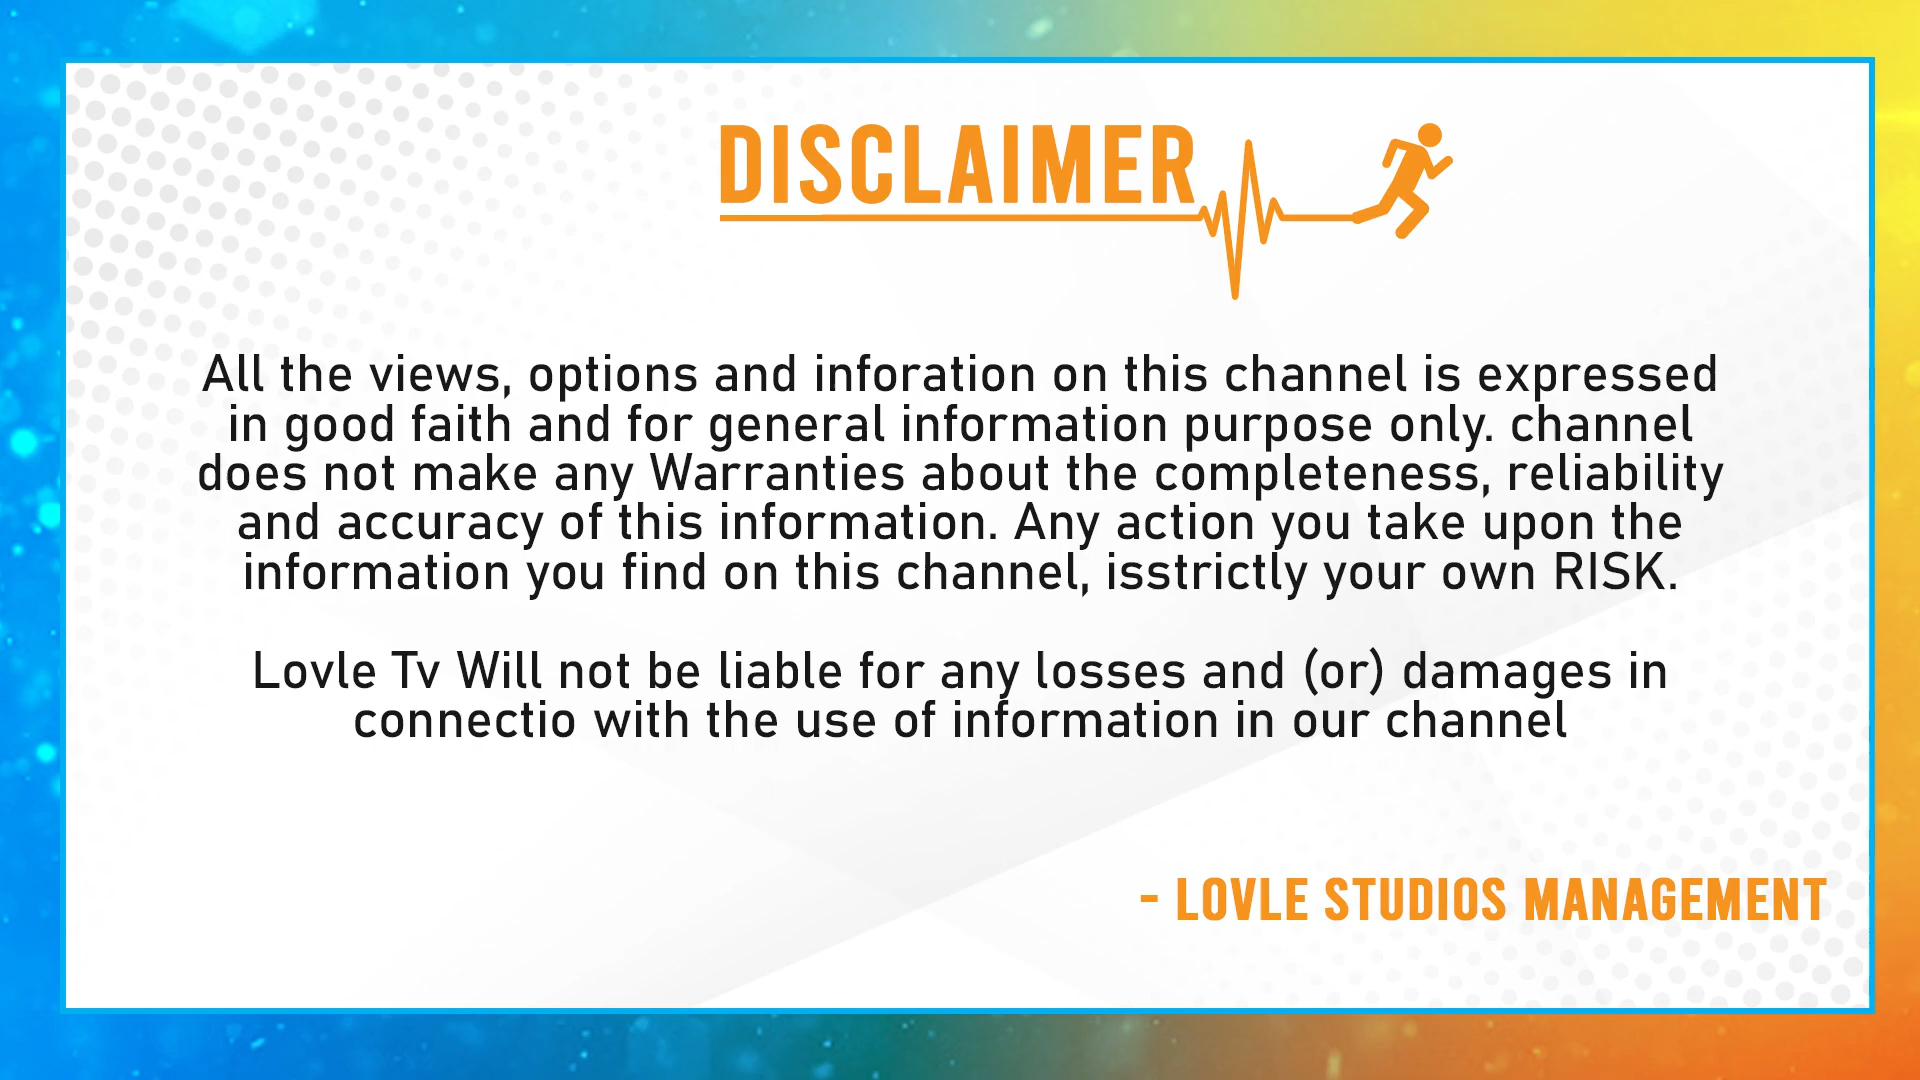 DISCLAIMER
All the views, options and inforation on this channel is expressed
in good faith and for general information purpose only. channel
does not make any Warranties about the completeness, reliability
and accuracy of this information. Any action you take upon the
information you find on this channel, isstrictly your own RISK.
Lovle Tv Will not be liable for any losses and (or) damages in
connectio with the use of information in our channel
- LOVLE STUDIOS MANAGEMENT